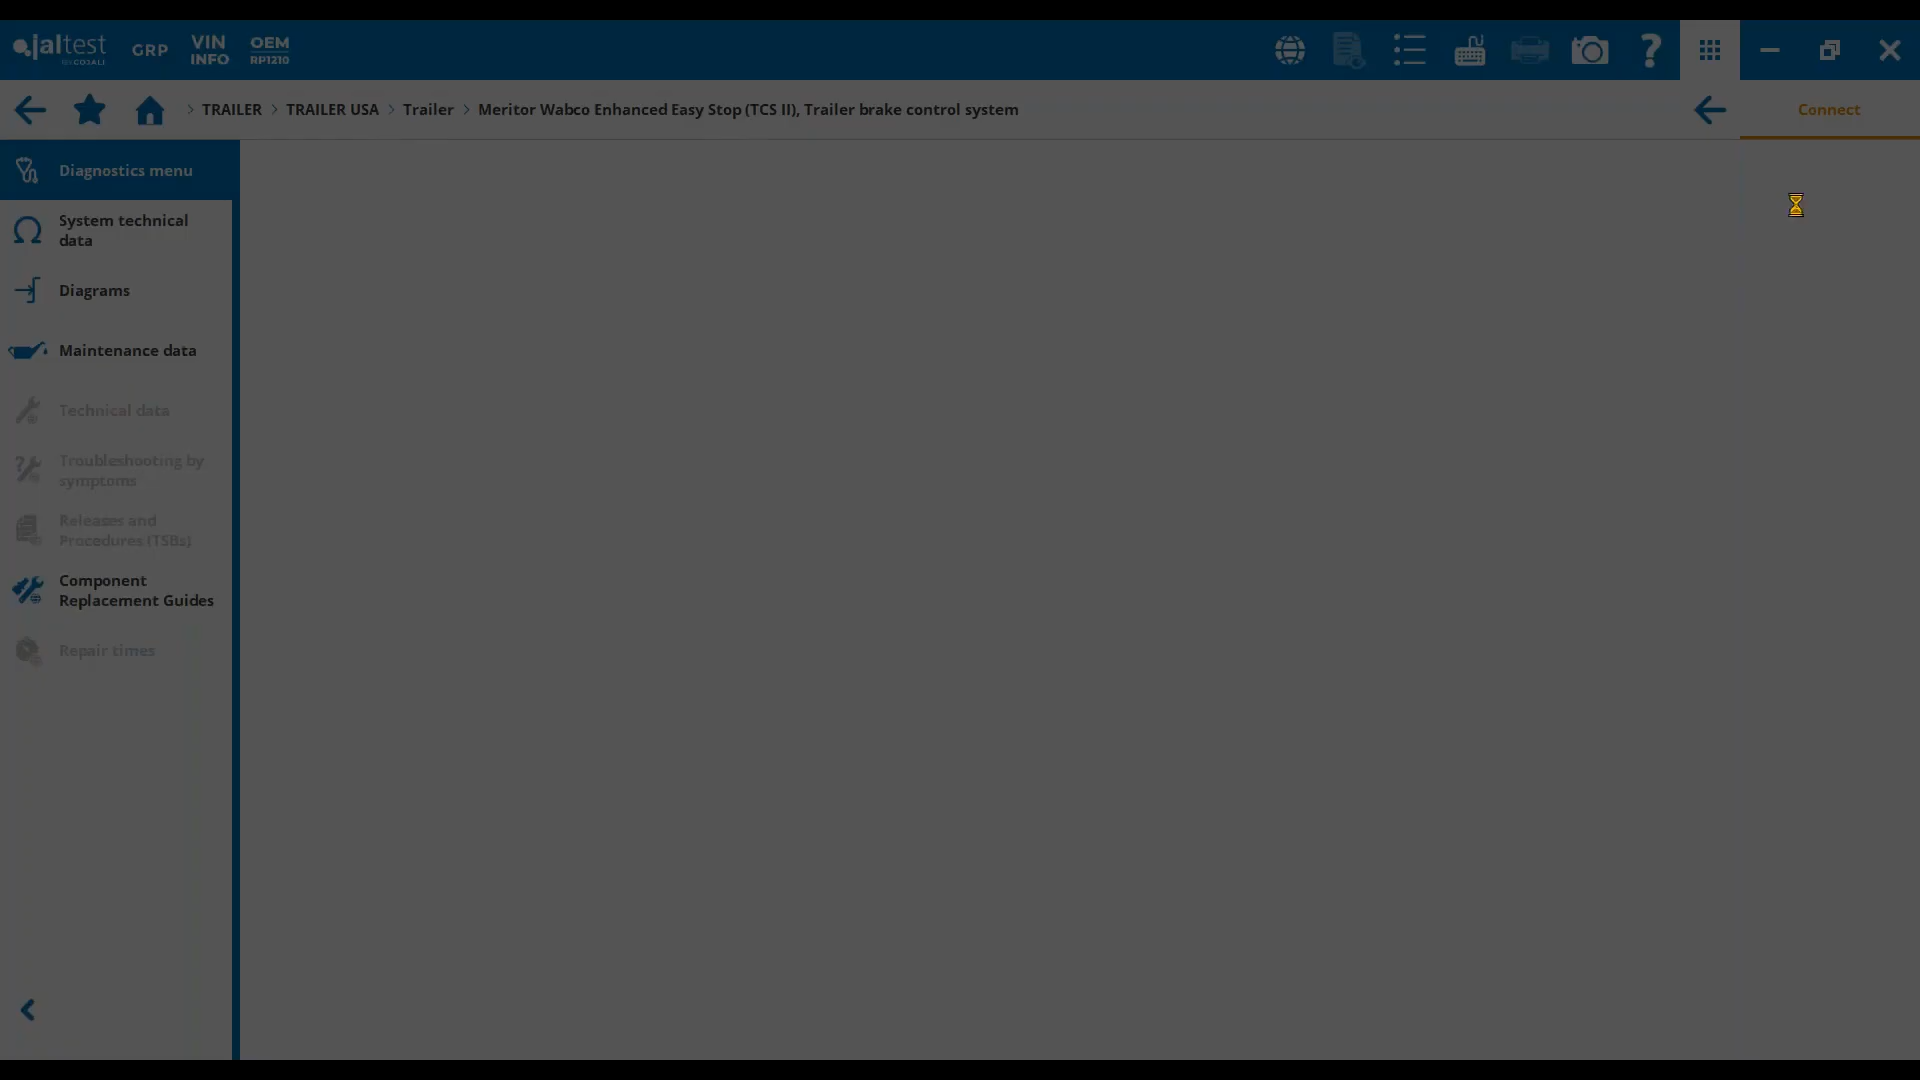 jaltest
BY COJALI
GRP
VIN
INFO
OEM
RP1210
TRAILER
TRAILER USA
Trailer
Meritor Wabco Enhanced Easy Stop (TCS II), Trailer brake control system
Connect
Diagnostics menu
System technical
data
Diagrams
Maintenance data
Technical data
Troubleshooting by
symptoms
Releases and
Procedures (TSBs)
Component
Replacement Guides
Repair times